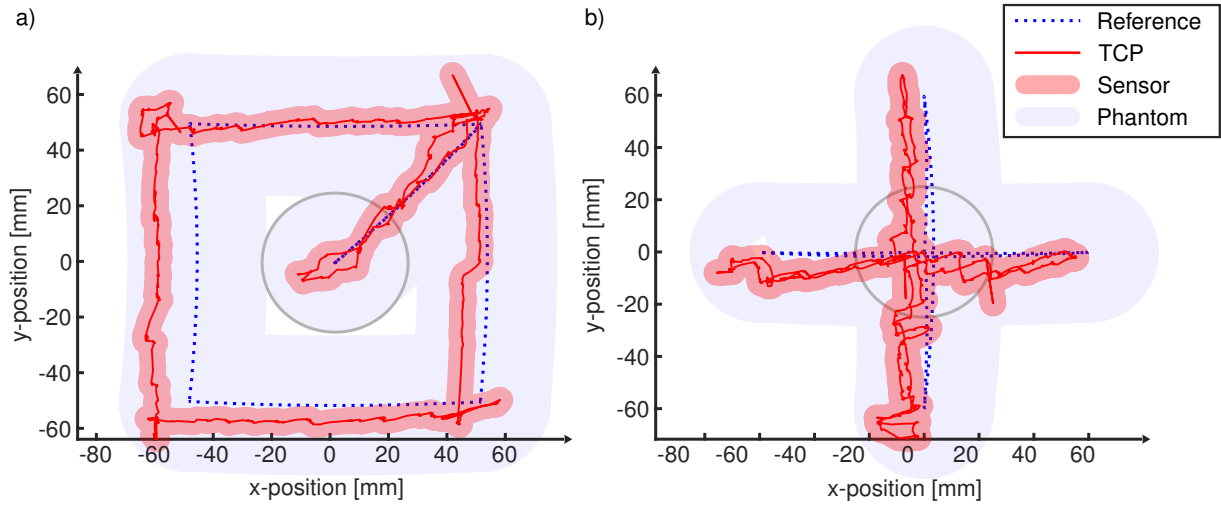 a)
60
40
20
0
-20
-40
-60
y-position [mm]
-80 -60 -40 -20 0 20 40 60
x-position [mm]
b)
60
40
20
0
-20
-40
-60
y-position [mm]
-80 -60 -40 -20 0 20 40 60
x-position [mm]
Reference
TCP
Sensor
Phantom